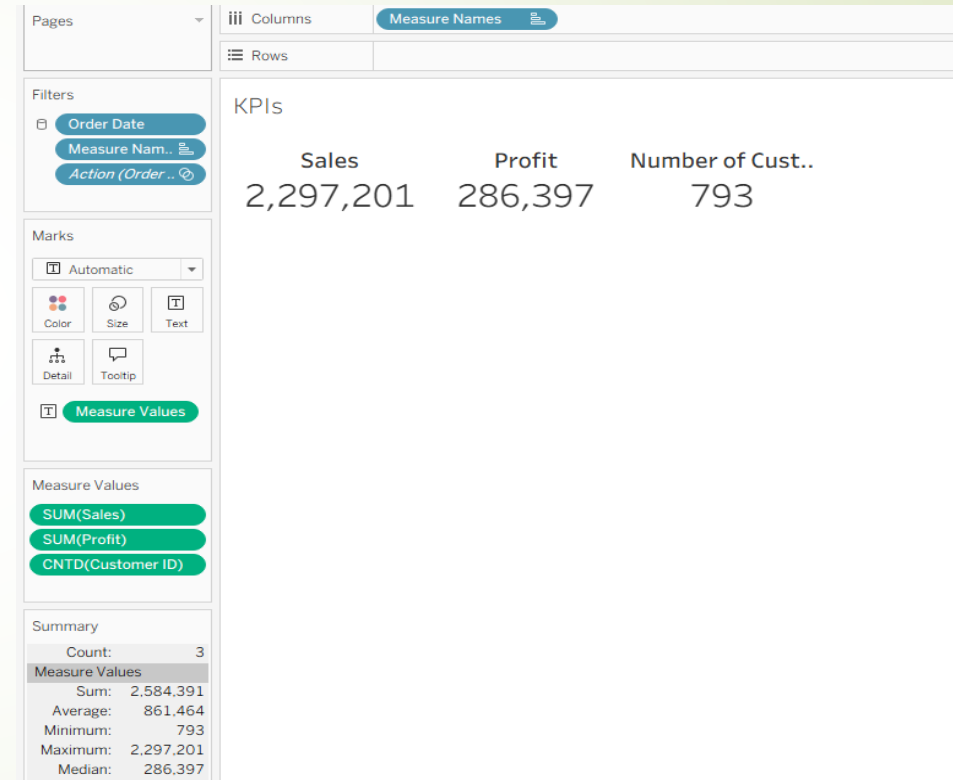 Pages
Columns
Measure Names
Rows
Filters
Order Date
Measure Nam..
Action (Order ..
Marks
Automatic
Color
Size
Text
Detail
Tooltip
Measure Values
Measure Values
SUM(Sales)
SUM(Profit)
CNTD(Customer ID)
Summary
Count: 3
Measure Values
Sum: 2,584,391
Average: 861,464
Minimum: 793
Maximum: 2,297,201
Median: 286,397
KPIs
Sales Profit Number of Cust..
2,297,201 286,397 793